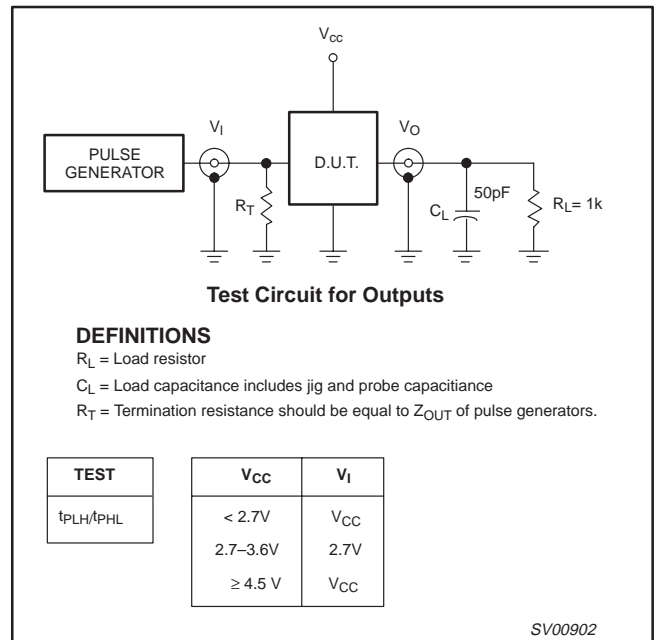 Vcc
VI
VO
PULSE
GENERATOR
D.U.T.
RT
50pF
CL
RL= 1k
Test Circuit for Outputs
DEFINITIONS
RL = Load resistor
CL = Load capacitance includes jig and probe capacitiance
RT = Termination resistance should be equal to ZOUT of pulse generators.
TEST VCC VI
tPLH/tPHL < 2.7V VCC
2.7–3.6V 2.7V
≥ 4.5 V VCC
SV00902